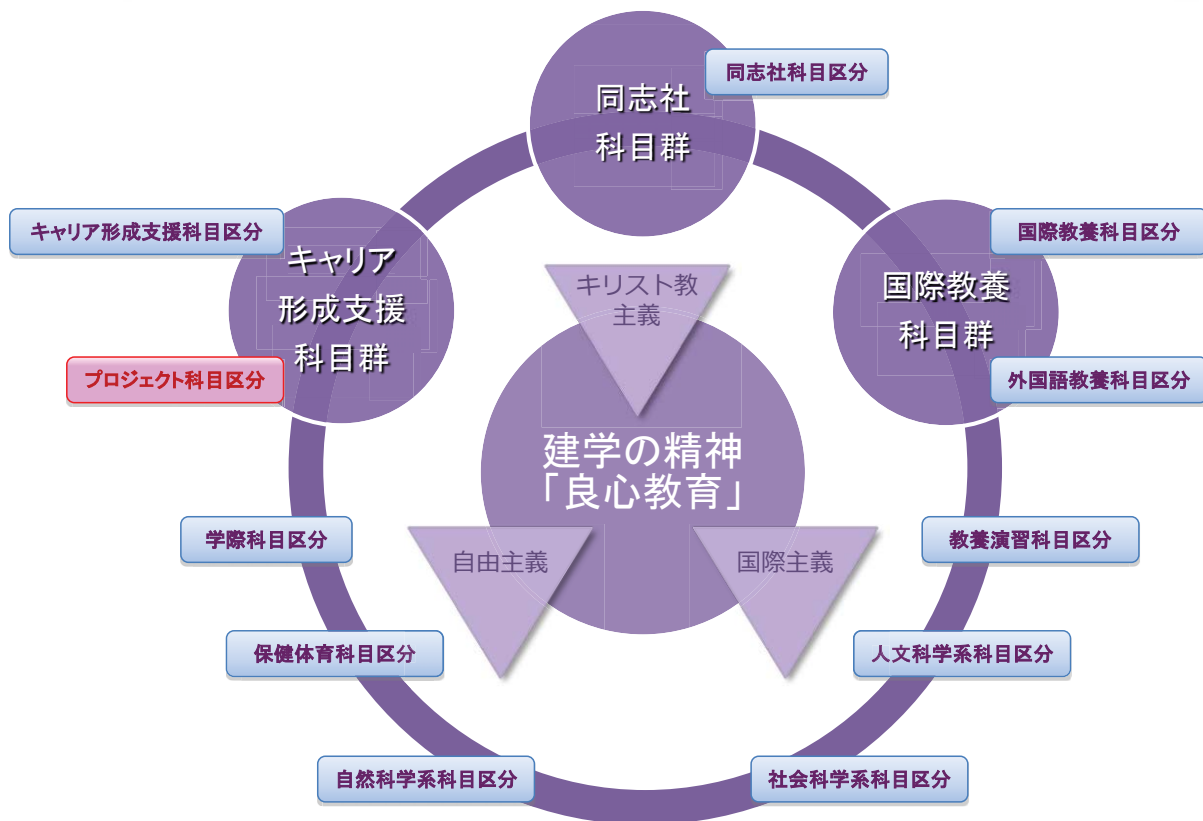 同志社
科目群
同志社科目区分
キャリア形成支援科目区分
キャリア
形成支援
科目群
プロジェクト科目区分
国際教養科目区分
国際教養
科目群
外国語教養科目区分
キリスト教
主義
建学の精神
「良心教育」
自由主義
国際主義
学際科目区分
教養演習科目区分
保健体育科目区分
人文科学系科目区分
自然科学系科目区分
社会科学系科目区分